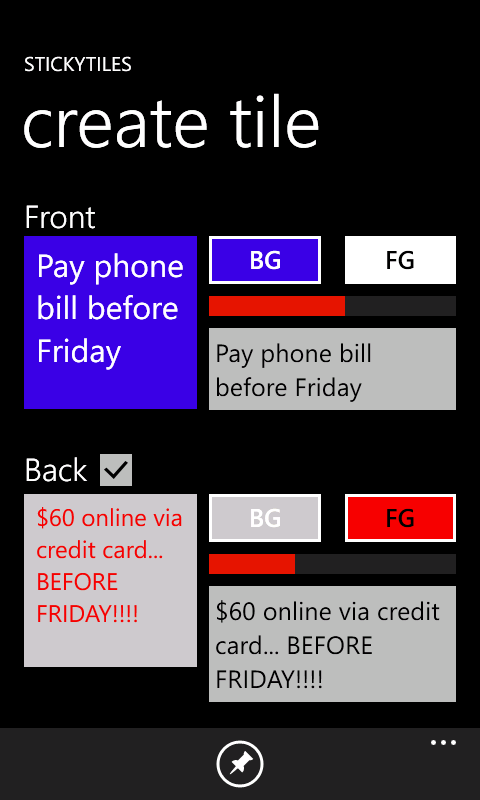 STICKYTILES
create tile
Front
Pay phone
bill before
Friday
BG
FG
Pay phone bill
before Friday
Back
$60 online via
credit card...
BEFORE
FRIDAY!!!!
BG
FG
$60 online via credit
card... BEFORE
FRIDAY!!!!